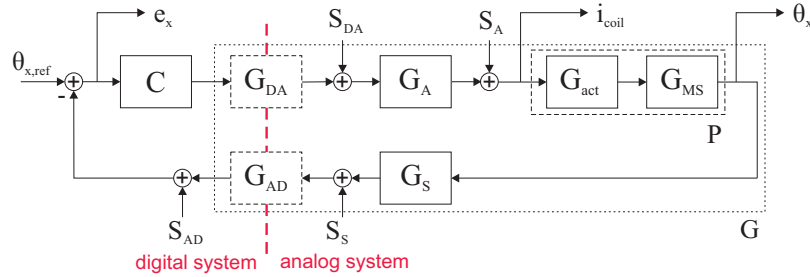 e_x S_DA S_A i_coil θ_x
θ_x,ref C G_DA G_A G_act G_MS
- P
G_AD G_S
S_AD S_S G
digital system analog system